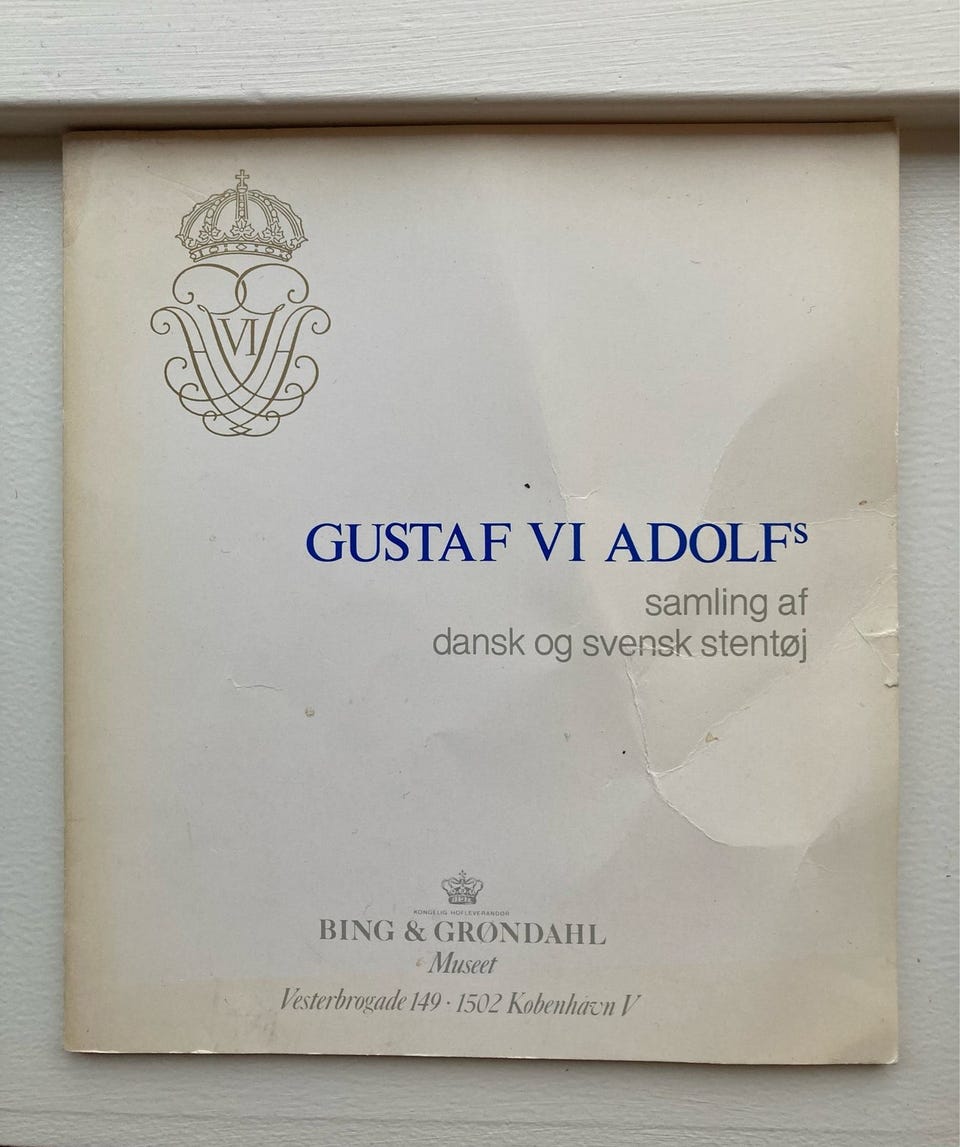 VI
GUSTAF VI ADOLFs
samling af
dansk og svensk stentøj
KONGELIG HOFLEVERANDØR
BING & GRØNDAHL
Museet
Vesterbrogade 149 · 1502 København V